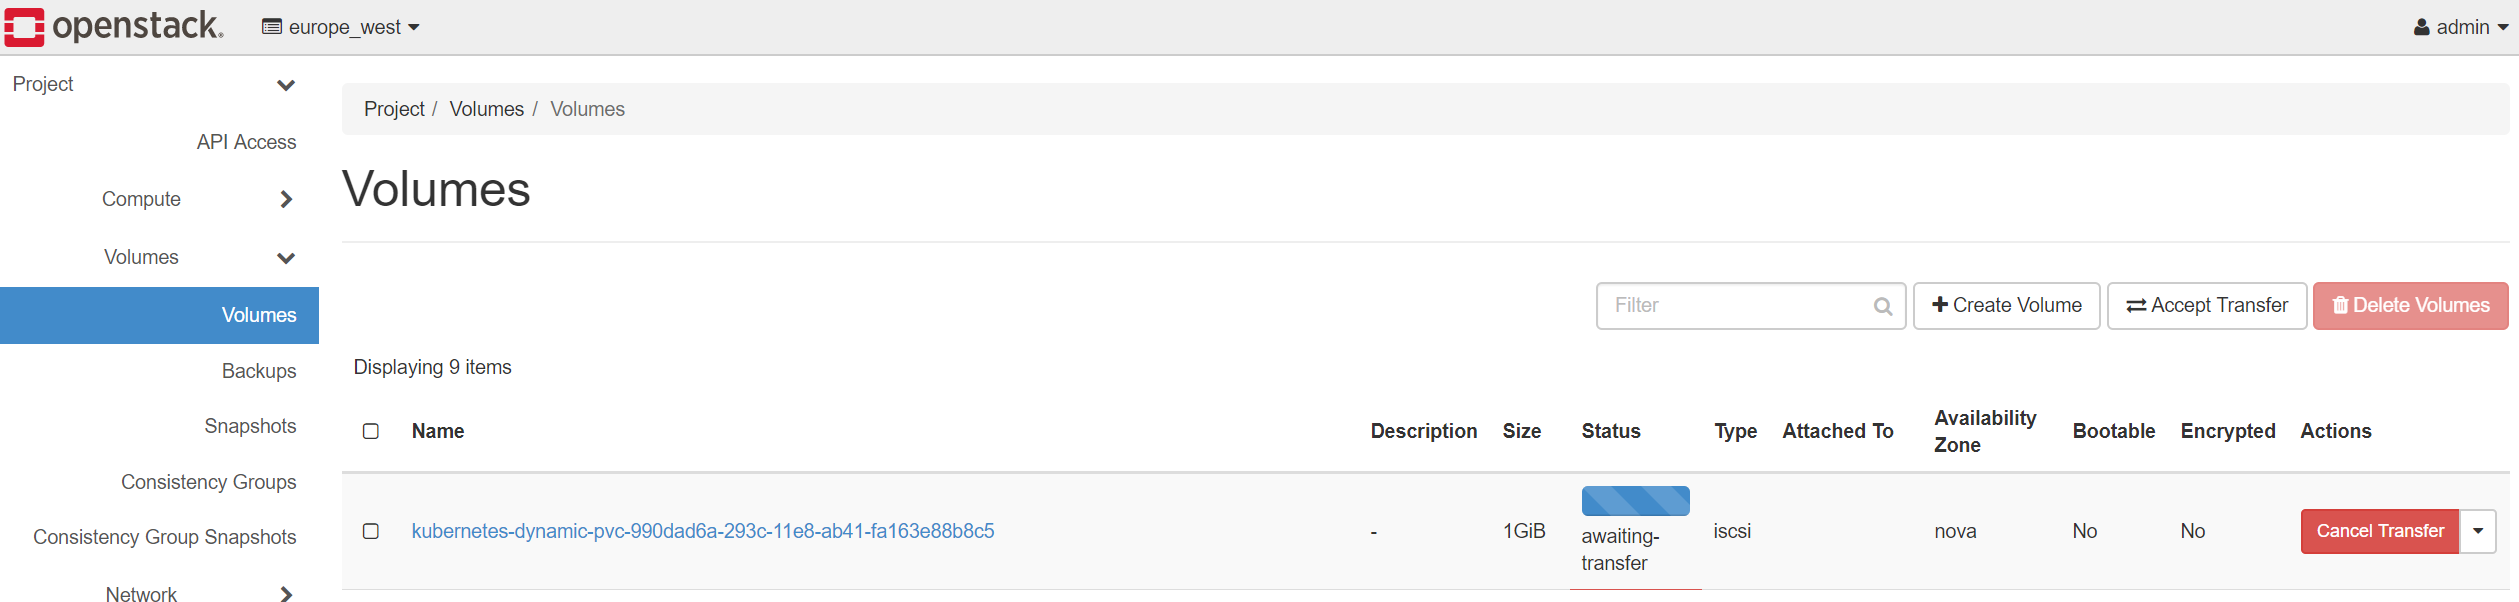 openstack.
europe_west
admin
Project
API Access
Compute
Volumes
Volumes
Backups
Snapshots
Consistency Groups
Consistency Group Snapshots
Network
Project / Volumes / Volumes
Volumes
Filter
Create Volume
Accept Transfer
Delete Volumes
Displaying 9 items
Name Description Size Status Type Attached To Availability Zone Bootable Encrypted Actions
kubernetes-dynamic-pvc-990dad6a-293c-11e8-ab41-fa163e88b8c5 - 1GiB awaiting-transfer iscsi nova No No Cancel Transfer